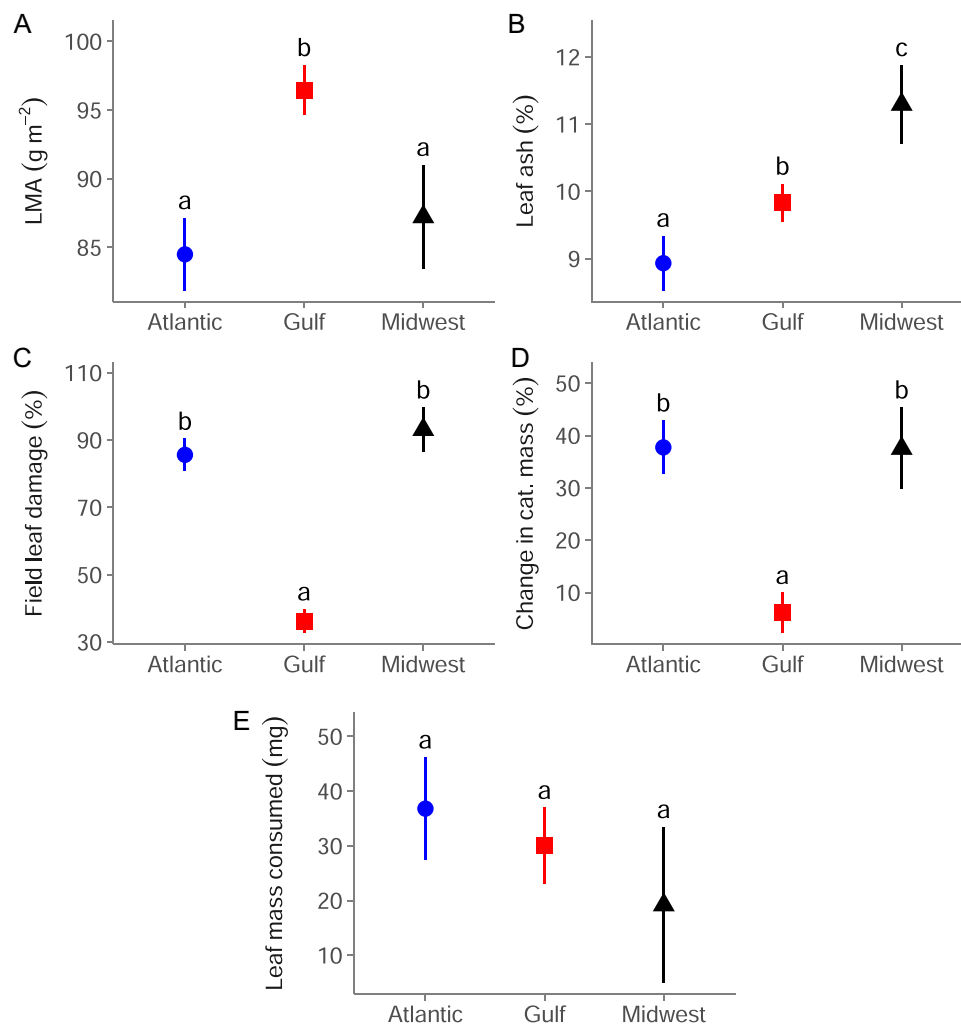 A
LMA (g m−2)
100
95
90
85
a
b
a
Atlantic Gulf Midwest
B
Leaf ash (%)
12
11
10
9
a
b
c
Atlantic Gulf Midwest
C
Field leaf damage (%)
110
90
70
50
30
b
a
b
Atlantic Gulf Midwest
D
Change in cat. mass (%)
50
40
30
20
10
b
a
b
Atlantic Gulf Midwest
E
Leaf mass consumed (mg)
50
40
30
20
10
a
a
a
Atlantic Gulf Midwest